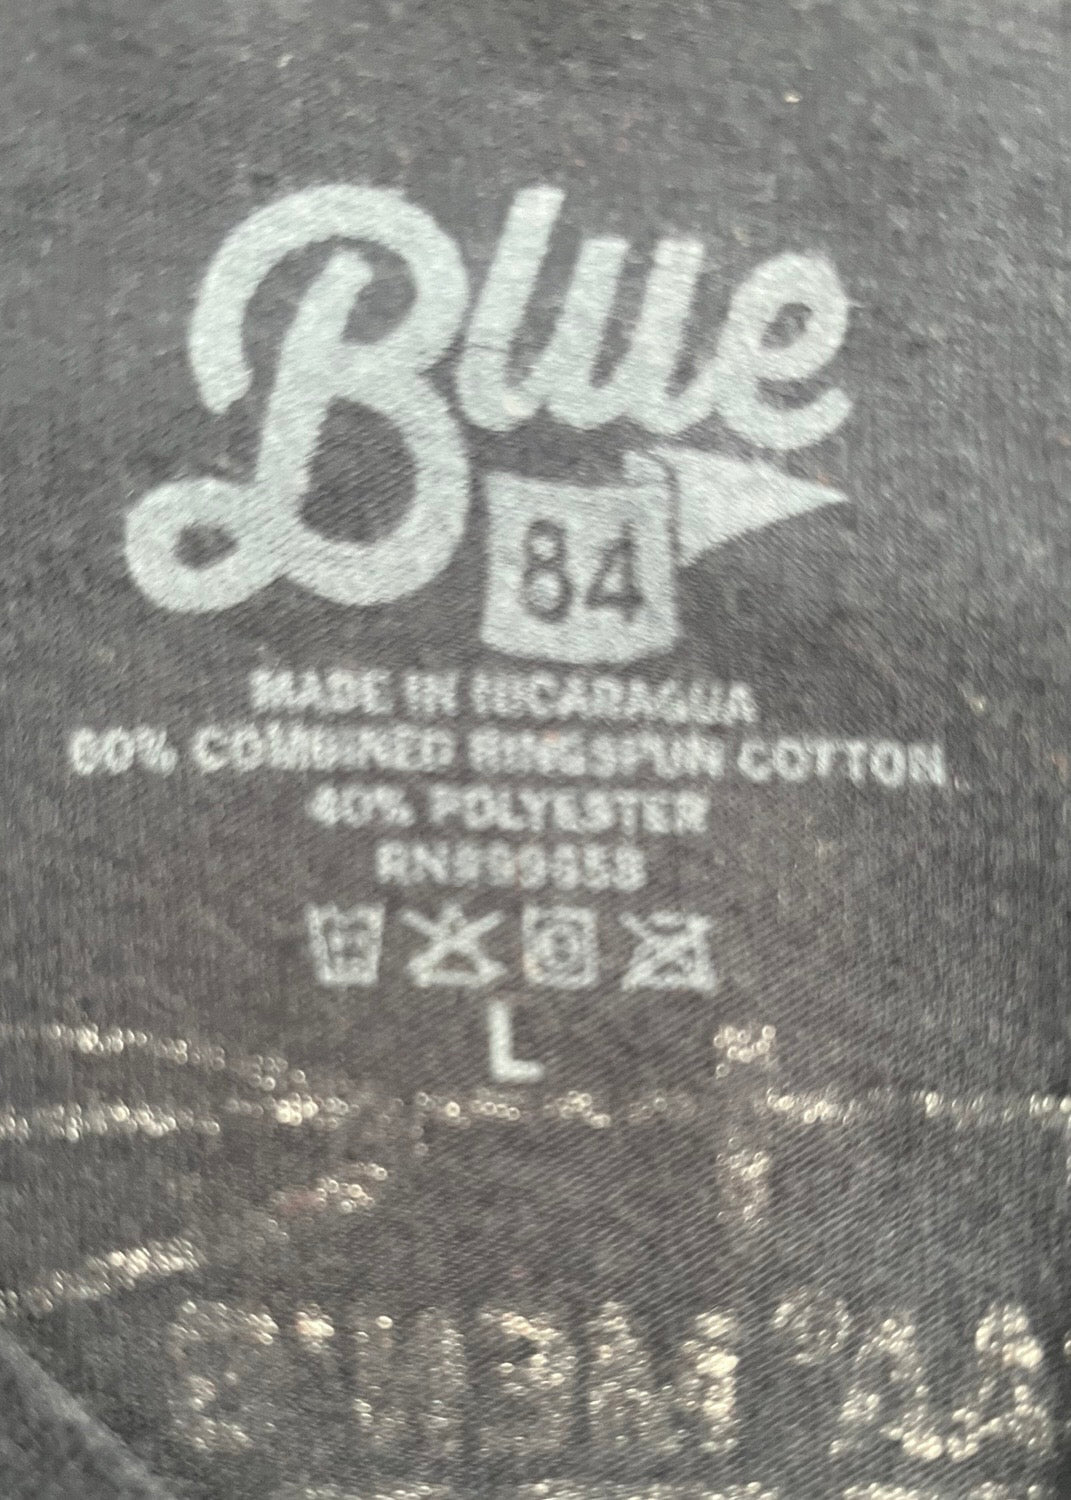 Blue
84
MADE IN NICARAGUA
60% COMBINED RINGSPUN COTTON
40% POLYESTER
L